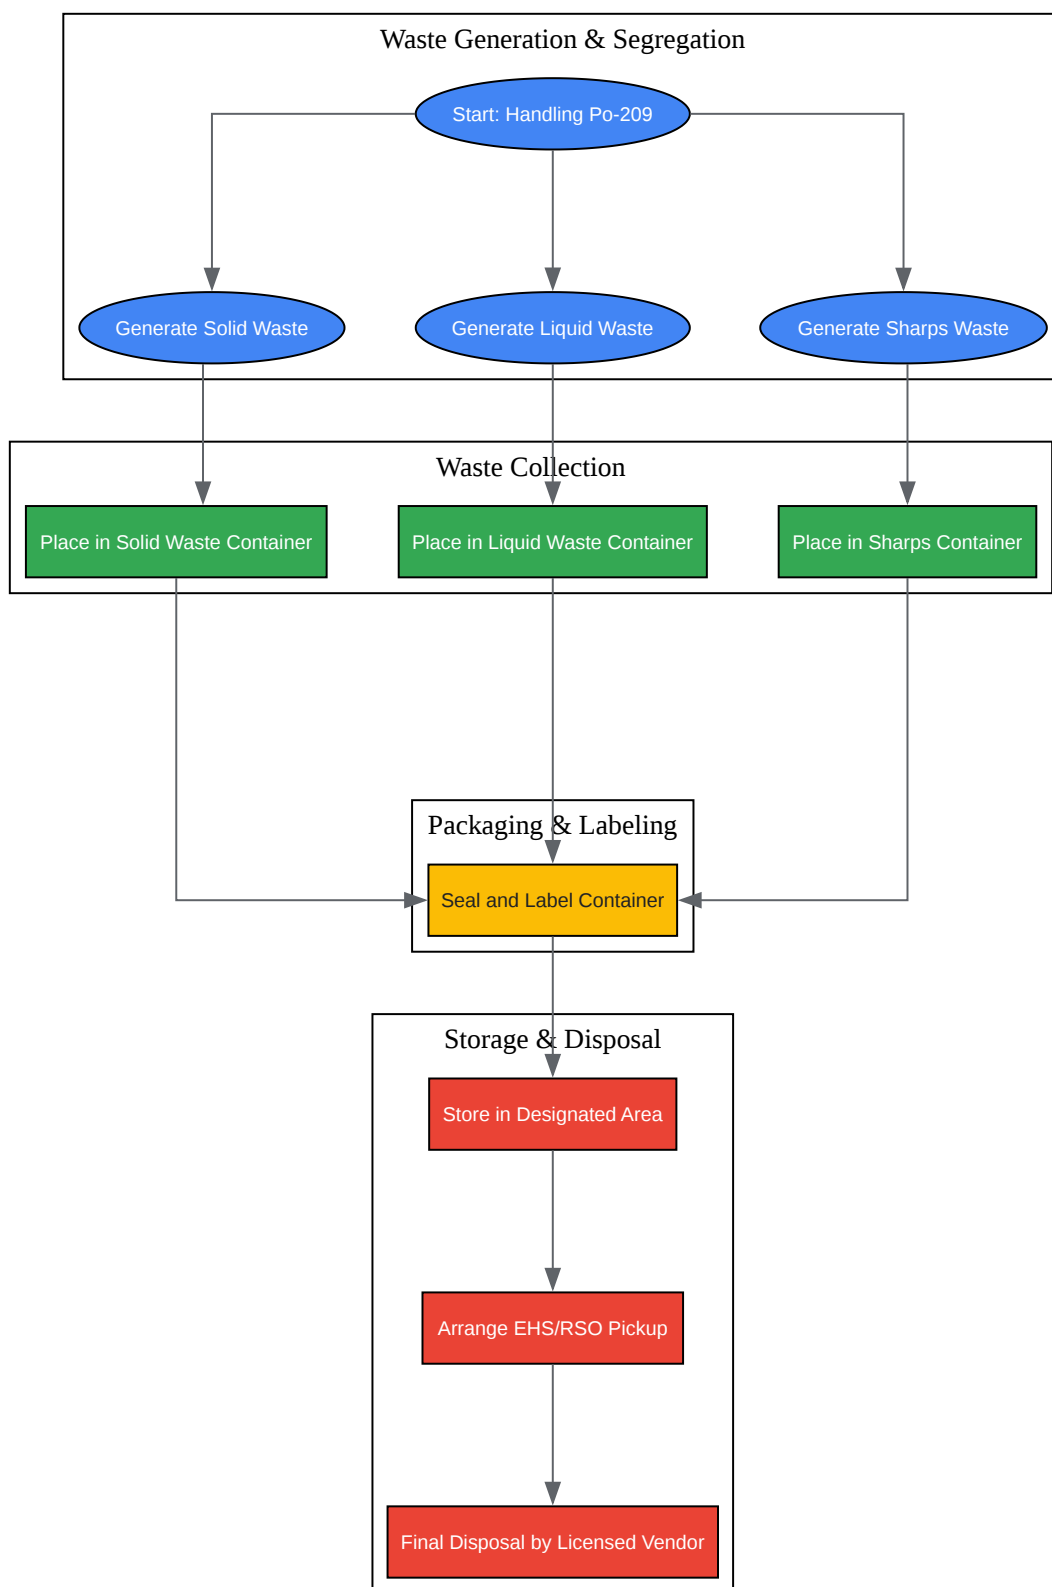 Waste Generation & Segregation
Start: Handling Po-209
Generate Solid Waste
Generate Liquid Waste
Generate Sharps Waste
Waste Collection
Place in Solid Waste Container
Place in Liquid Waste Container
Place in Sharps Container
Packaging & Labeling
Seal and Label Container
Storage & Disposal
Store in Designated Area
Arrange EHS/RSO Pickup
Final Disposal by Licensed Vendor